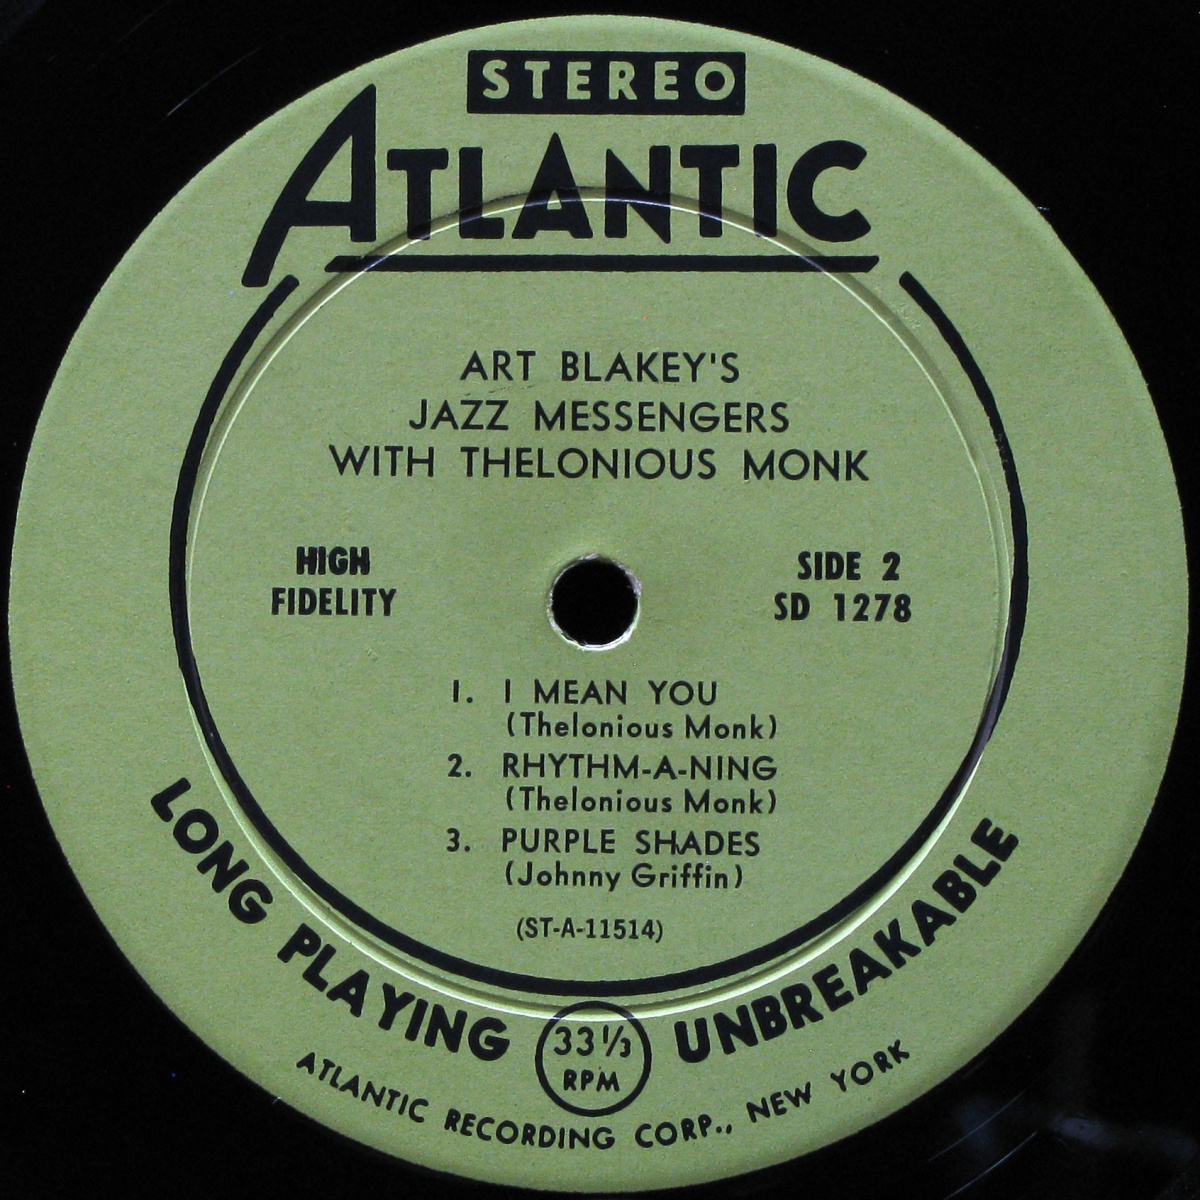 STEREO
ATLANTIC
ART BLAKEY'S
JAZZ MESSENGERS
WITH THELONIOUS MONK
HIGH
FIDELITY
SIDE 2
SD 1278
1. I MEAN YOU
(Thelonious Monk)
2. RHYTHM-A-NING
(Thelonious Monk)
3. PURPLE SHADES
(Johnny Griffin)
(ST-A-11514)
LONG PLAYING
33 1/3
RPM
UNBREAKABLE
ATLANTIC RECORDING CORP., NEW YORK